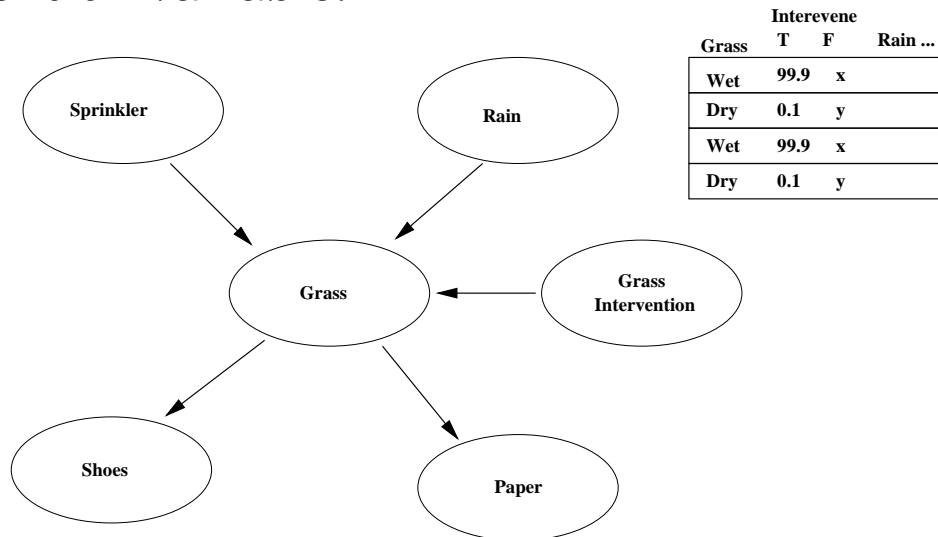 Interevene
Grass T F Rain ...
Wet 99.9 x
Dry 0.1 y
Wet 99.9 x
Dry 0.1 y
Sprinkler
Rain
Grass
Grass
Intervention
Shoes
Paper